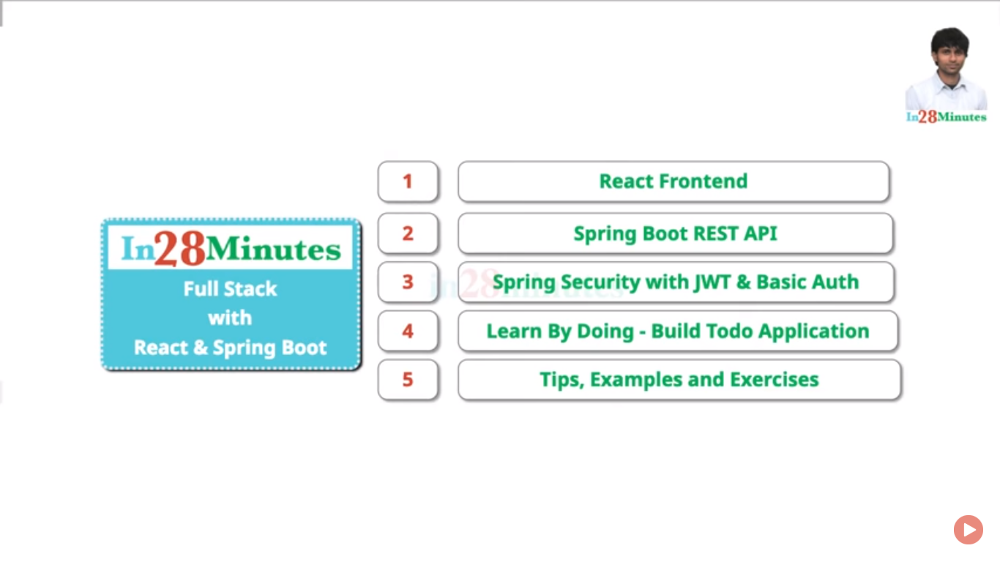 In28Minutes
In28Minutes
Full Stack
with
React & Spring Boot
1
React Frontend
2
Spring Boot REST API
3
Spring Security with JWT & Basic Auth
in28minutes
4
Learn By Doing - Build Todo Application
5
Tips, Examples and Exercises